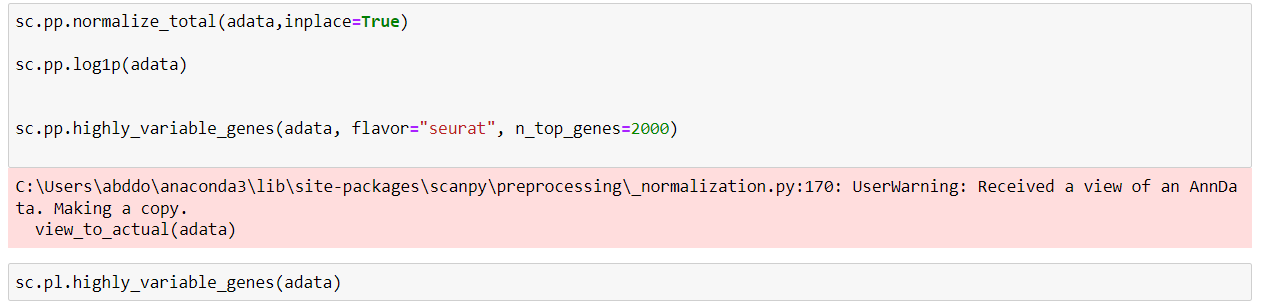 sc.pp.normalize_total(adata,inplace=True)
sc.pp.log1p(adata)
sc.pp.highly_variable_genes(adata, flavor="seurat", n_top_genes=2000)
C:\Users\abddo\anaconda3\lib\site-packages\scanpy\preprocessing\_normalization.py:170: UserWarning: Received a view of an AnnDa
ta. Making a copy.
  view_to_actual(adata)
sc.pl.highly_variable_genes(adata)